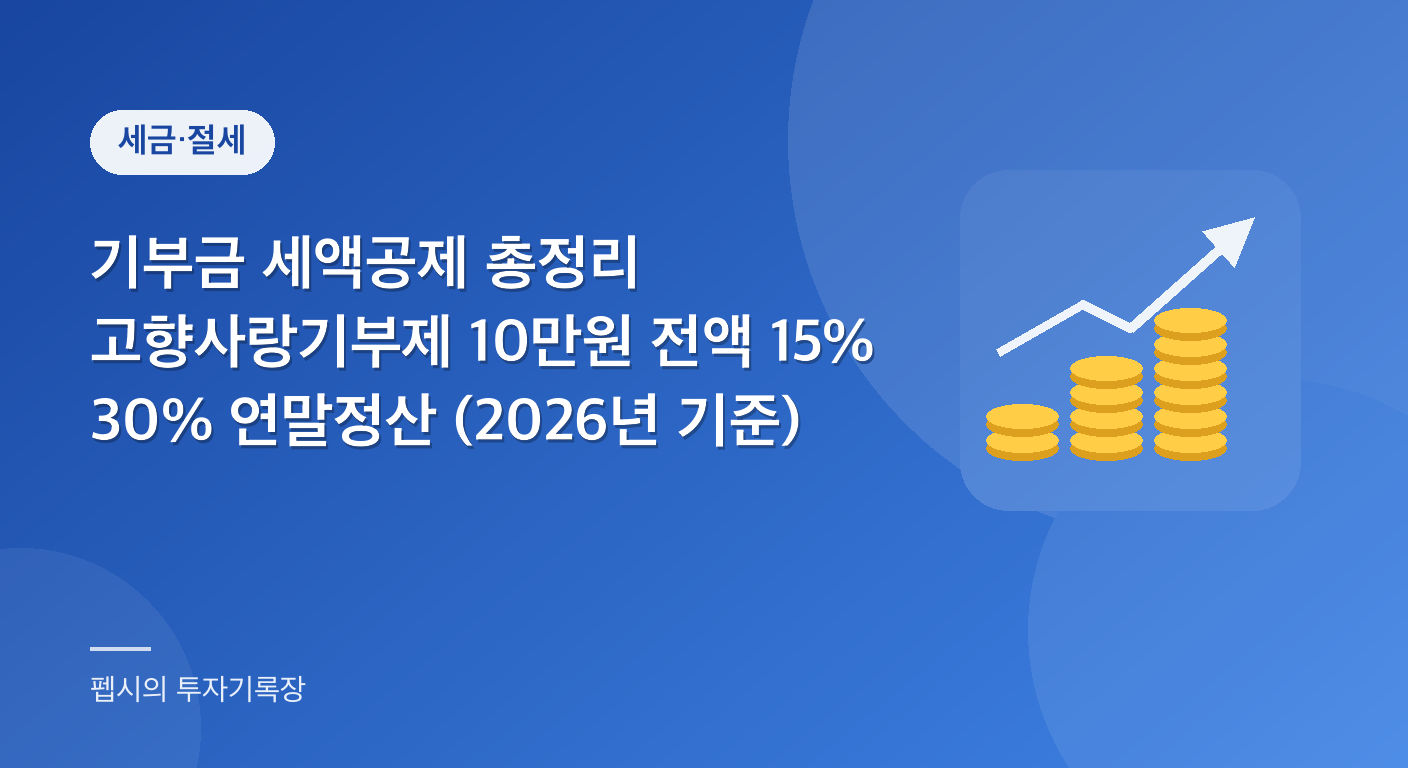 세금·절세
기부금 세액공제 총정리
고향사랑기부제 10만원 전액 15%
30% 연말정산 (2026년 기준)
펩시의 투자기록장